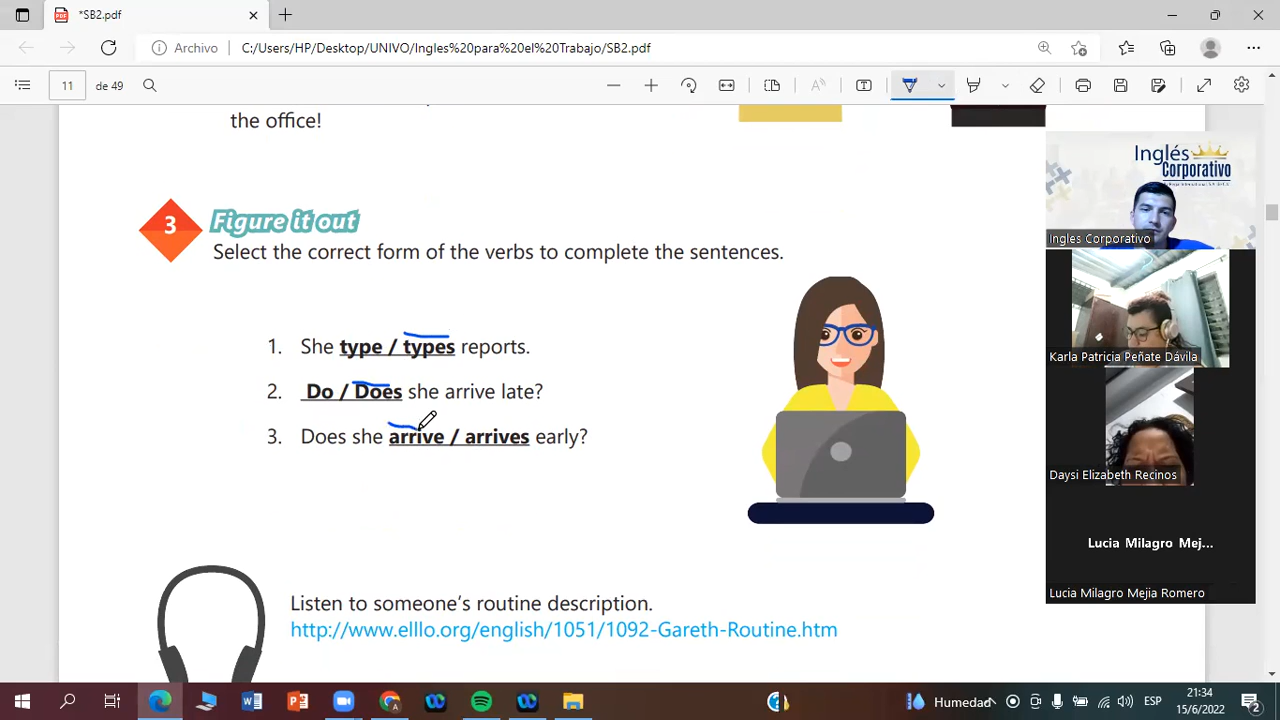 *SB2.pdf
Archivo
C:/Users/HP/Desktop/UNIVO/Ingles%20para%20el%20Trabajo/SB2.pdf
11
de 49
the office!
3
Figure it out
Select the correct form of the verbs to complete the sentences.
1. She type / types reports.
2. Do / Does she arrive late?
3. Does she arrive / arrives early?
Listen to someone's routine description.
http://www.elllo.org/english/1051/1092-Gareth-Routine.htm
Inglés
Corporativo
Ingles Corporativo
Karla Patricia Peñate Dávila
Daysi Elizabeth Recinos
Lucia Milagro Mej...
Lucia Milagro Mejia Romero
Humedad
ESP
21:34
15/6/2022
2